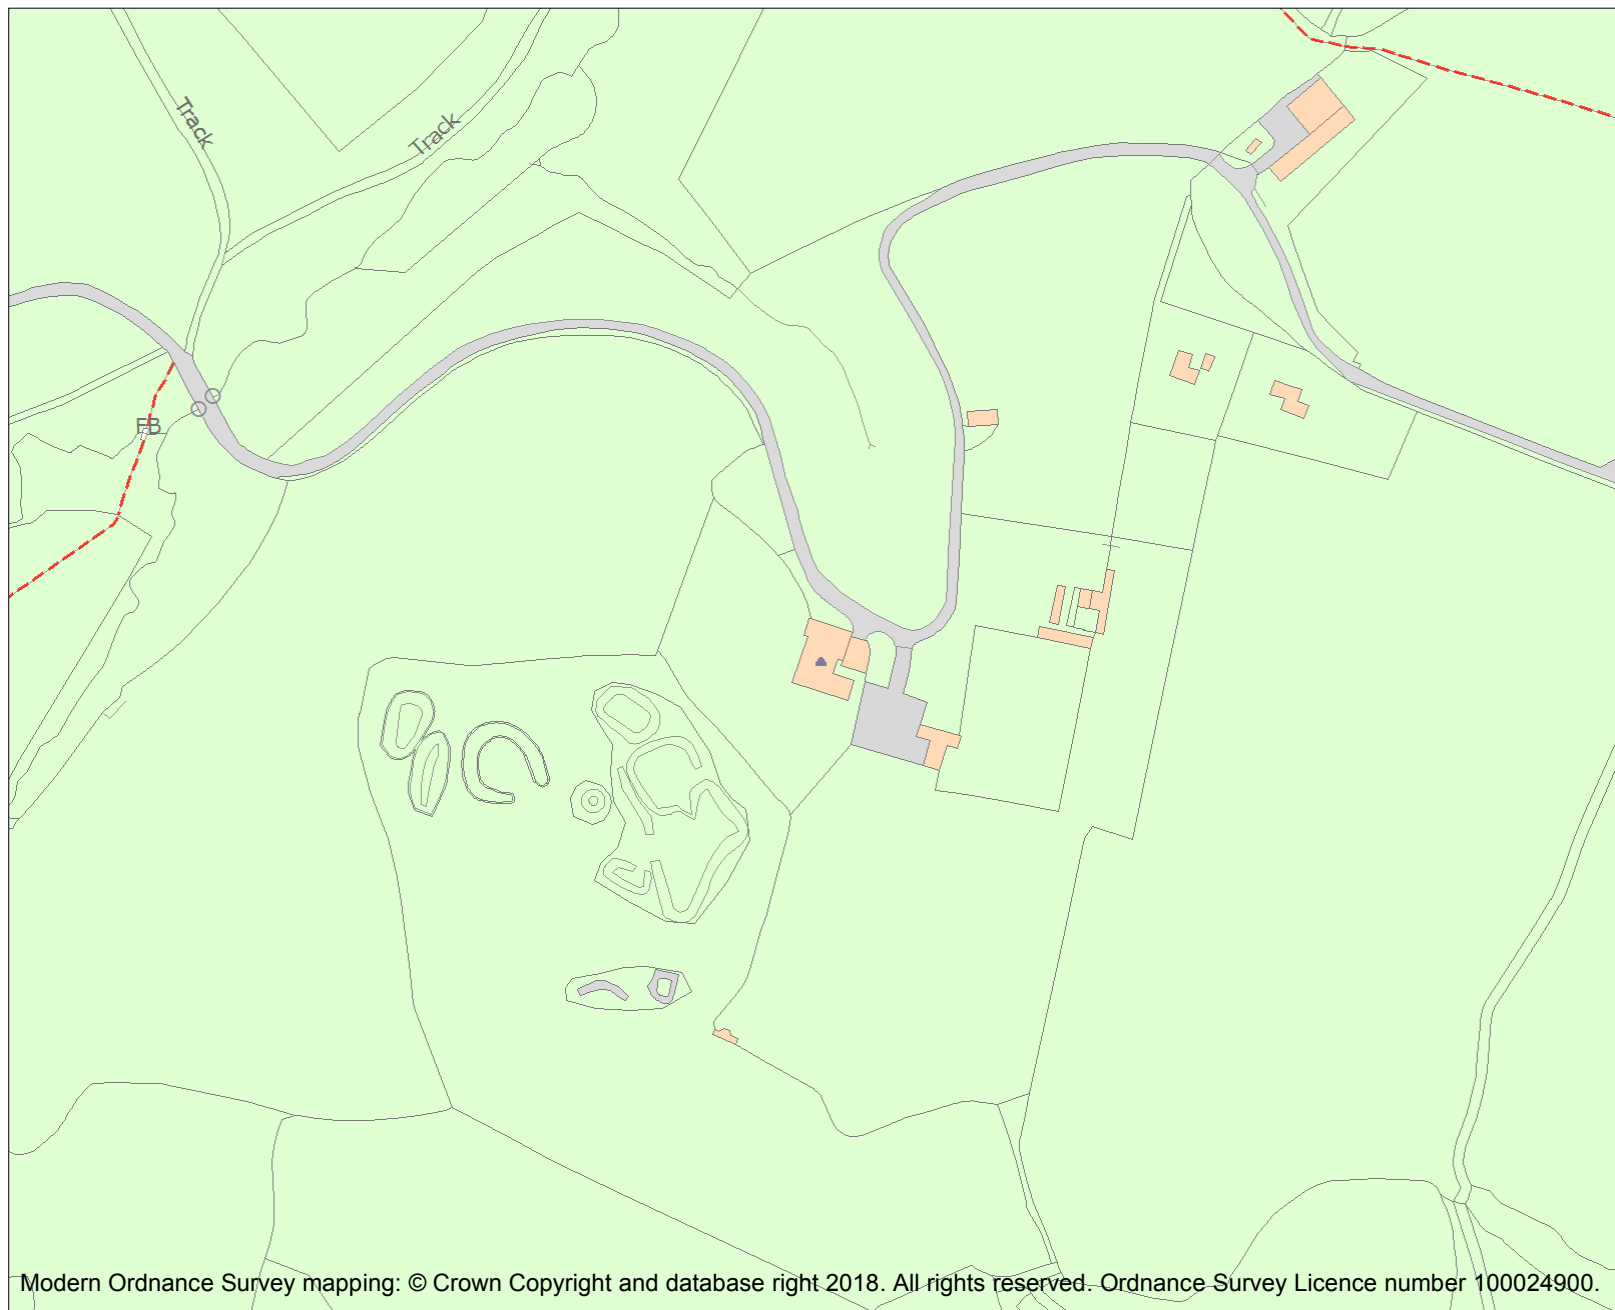 Track
Track
FB
Modern Ordnance Survey mapping: © Crown Copyright and database right 2018. All rights reserved. Ordnance Survey Licence number 100024900.